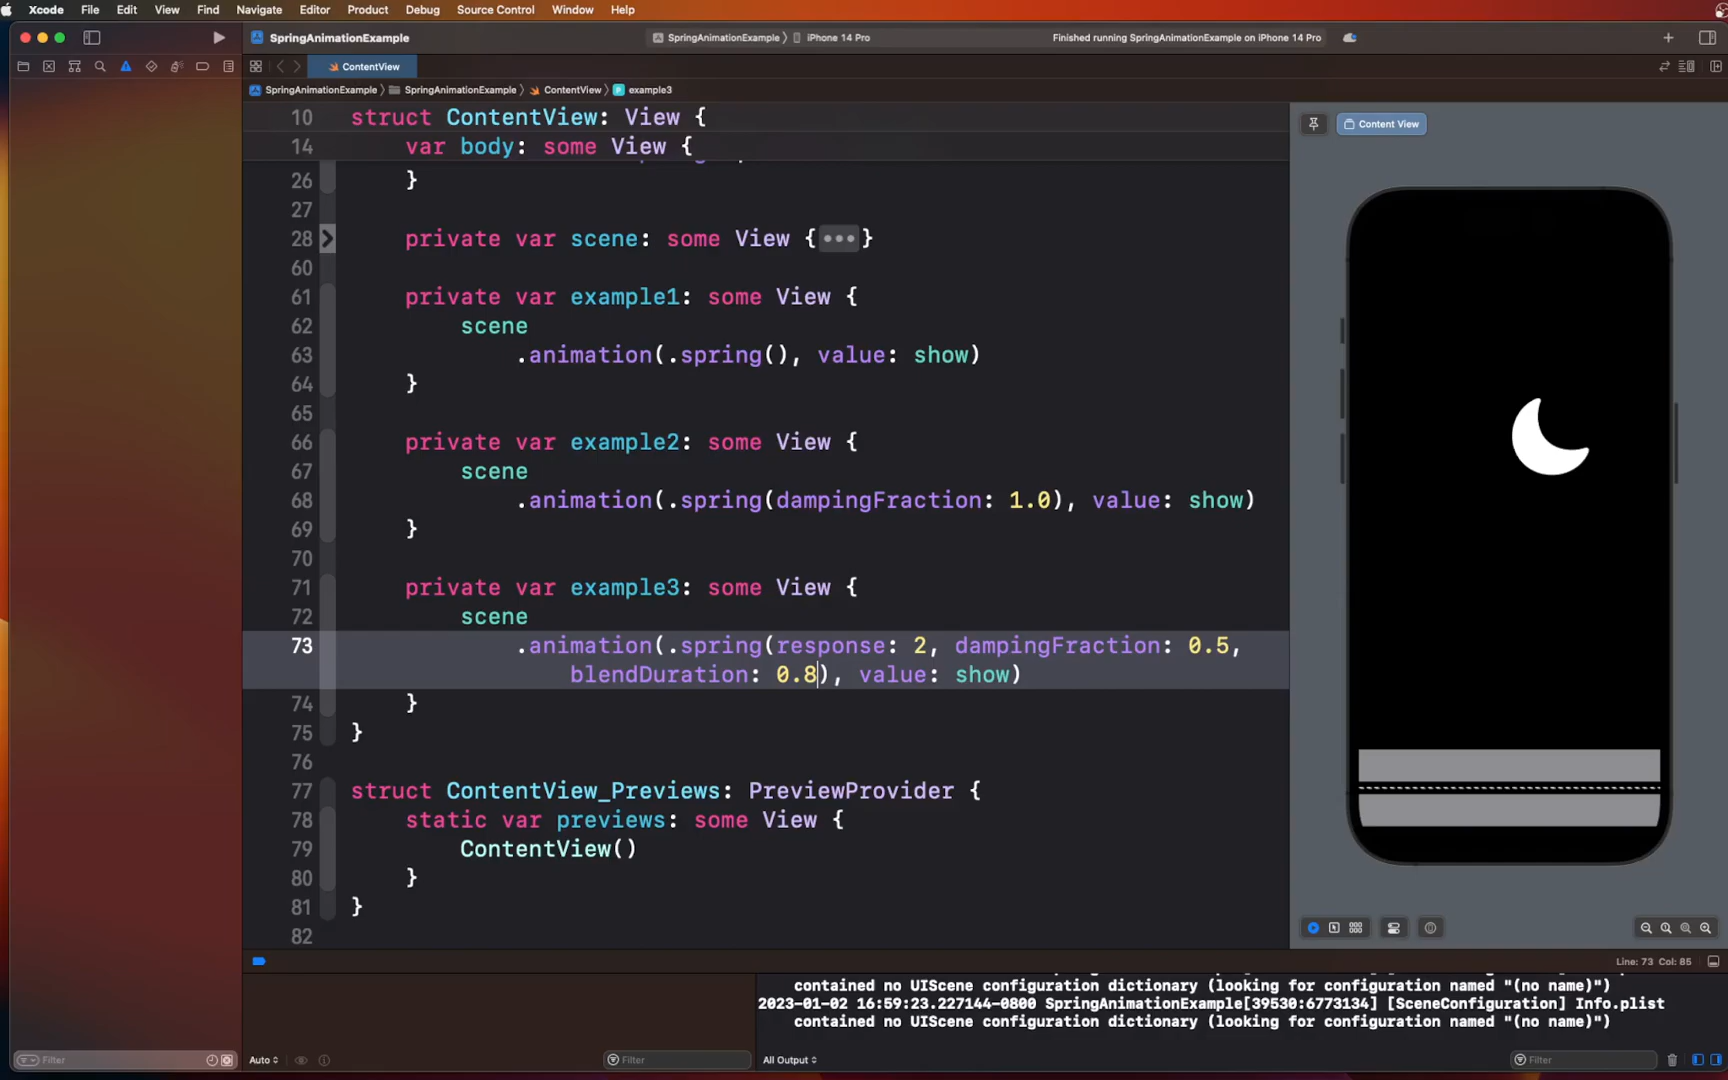 Xcode File Edit View Find Navigate Editor Product Debug Source Control Window Help
SpringAnimationExample
SpringAnimationExample iPhone 14 Pro
Finished running SpringAnimationExample on iPhone 14 Pro
ContentView
SpringAnimationExample SpringAnimationExample ContentView example3
10 struct ContentView: View {
14 var body: some View {
26 }
27
28 private var scene: some View {•••}
60
61 private var example1: some View {
62 scene
63 .animation(.spring(), value: show)
64 }
65
66 private var example2: some View {
67 scene
68 .animation(.spring(dampingFraction: 1.0), value: show)
69 }
70
71 private var example3: some View {
72 scene
73 .animation(.spring(response: 2, dampingFraction: 0.5,
blendDuration: 0.8), value: show)
74 }
75 }
76
77 struct ContentView_Previews: PreviewProvider {
78 static var previews: some View {
79 ContentView()
80 }
81 }
82
Content View
Line: 73 Col: 85
contained no UIScene configuration dictionary (looking for configuration named "(no name)")
2023-01-02 16:59:23.227144-0800 SpringAnimationExample[39530:6773134] [SceneConfiguration] Info.plist
contained no UIScene configuration dictionary (looking for configuration named "(no name)")
Filter
Auto
Filter
All Output
Filter